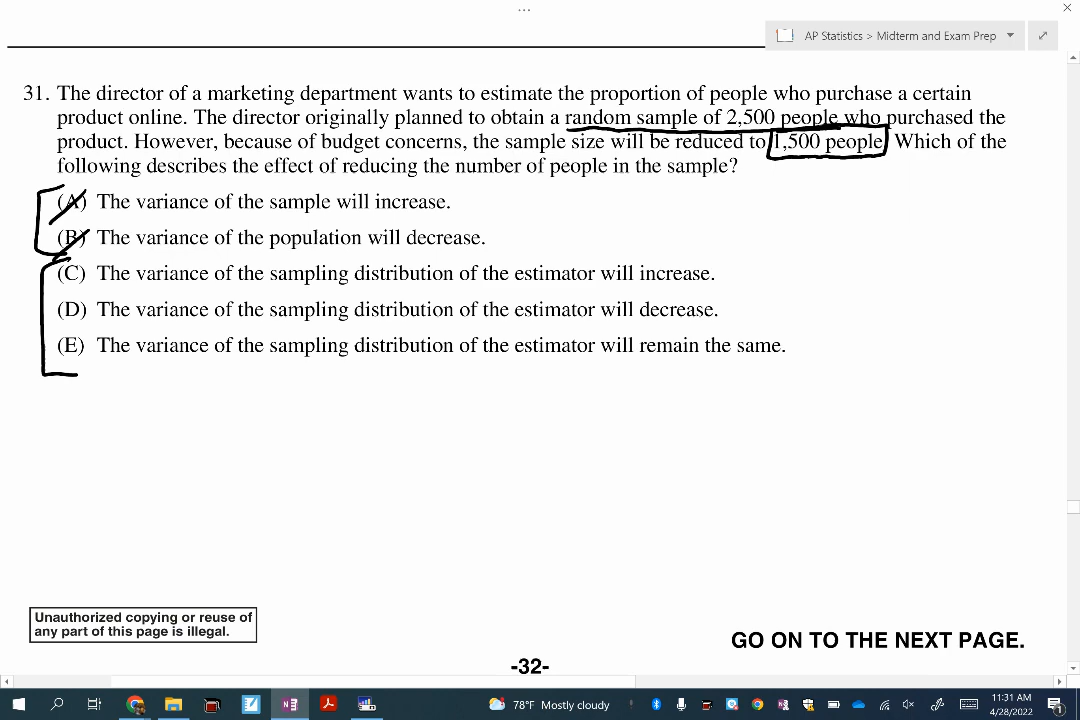 AP Statistics > Midterm and Exam Prep
31. The director of a marketing department wants to estimate the proportion of people who purchase a certain
product online. The director originally planned to obtain a random sample of 2,500 people who purchased the
product. However, because of budget concerns, the sample size will be reduced to 1,500 people. Which of the
following describes the effect of reducing the number of people in the sample?
(A) The variance of the sample will increase.
(B) The variance of the population will decrease.
(C) The variance of the sampling distribution of the estimator will increase.
(D) The variance of the sampling distribution of the estimator will decrease.
(E) The variance of the sampling distribution of the estimator will remain the same.
Unauthorized copying or reuse of
any part of this page is illegal.
GO ON TO THE NEXT PAGE.
-32-
78°F Mostly cloudy
11:31 AM
4/28/2022